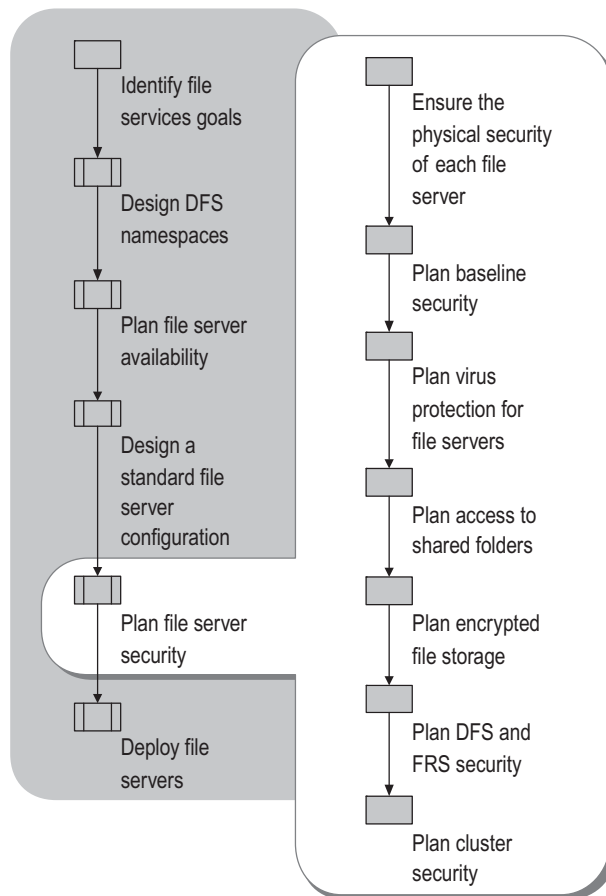 Identify file
services goals
Design DFS
namespaces
Plan file server
availability
Design a
standard file
server
configuration
Plan file server
security
Deploy file
servers
Ensure the
physical security
of each file
server
Plan baseline
security
Plan virus
protection for
file servers
Plan access to
shared folders
Plan encrypted
file storage
Plan DFS and
FRS security
Plan cluster
security